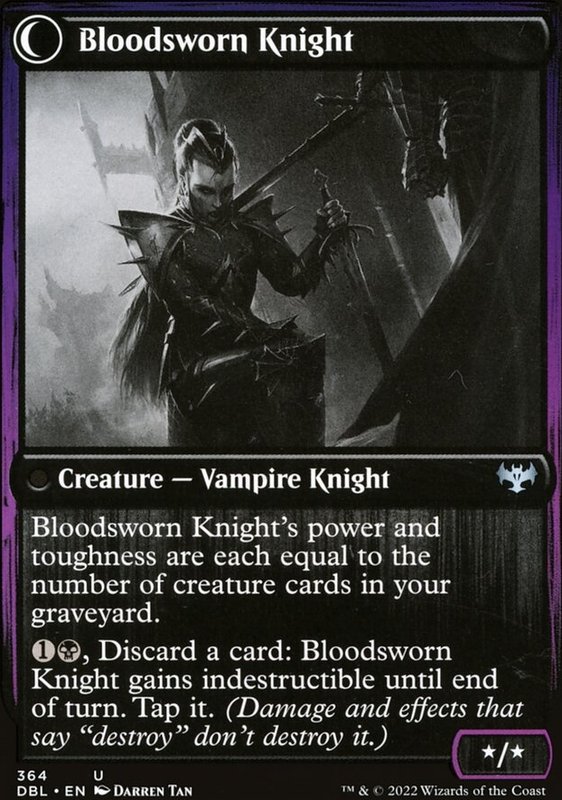 Bloodsworn Knight
Creature — Vampire Knight
Bloodsworn Knight's power and
toughness are each equal to the
number of creature cards in your
graveyard.
1, Discard a card: Bloodsworn
Knight gains indestructible until end
of turn. Tap it. (Damage and effects that
say "destroy" don't destroy it.)
★/★
364 U
DBL • EN Darren Tan
™ & © 2022 Wizards of the Coast